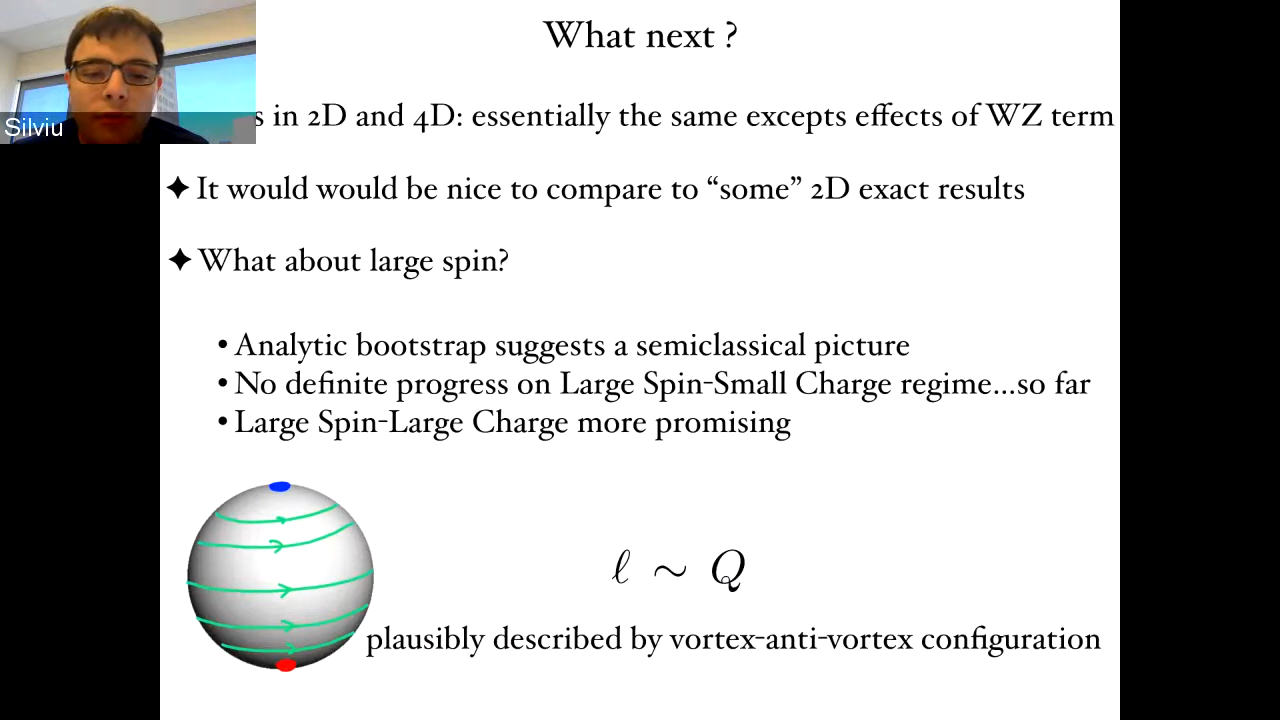 What next ?
s in 2D and 4D: essentially the same excepts effects of WZ term
Silviu
✦ It would would be nice to compare to “some” 2D exact results
✦ What about large spin?
• Analytic bootstrap suggests a semiclassical picture
• No definite progress on Large Spin-Small Charge regime...so far
• Large Spin-Large Charge more promising
ℓ ∼ Q
plausibly described by vortex-anti-vortex configuration